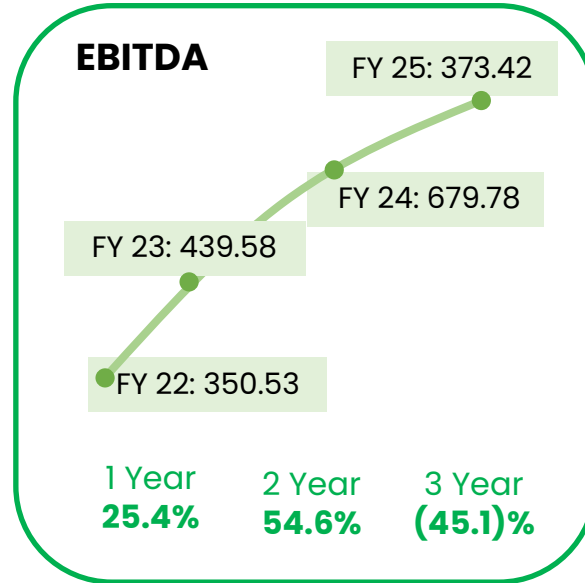 EBITDA
FY 25: 373.42
FY 24: 679.78
FY 23: 439.58
FY 22: 350.53
1 Year
25.4%
2 Year
54.6%
3 Year
(45.1)%